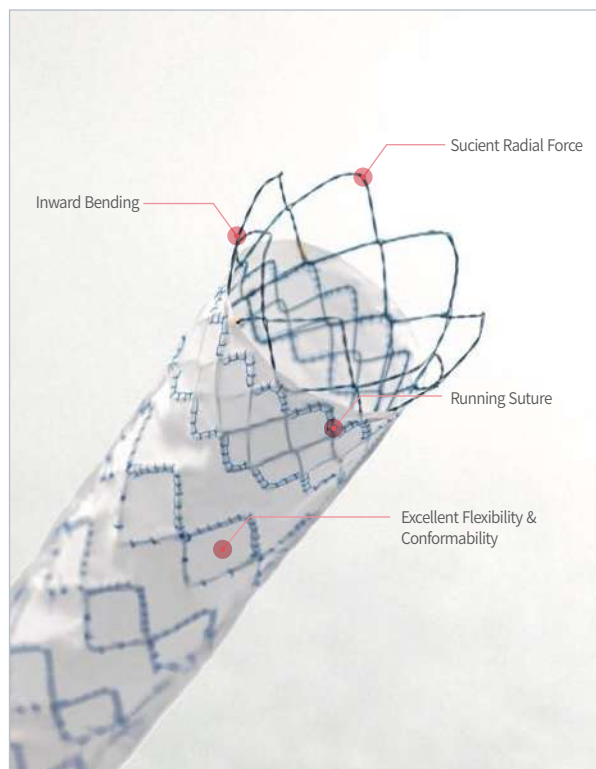 Sucient Radial Force
Inward Bending
Running Suture
Excellent Flexibility &
Conformability